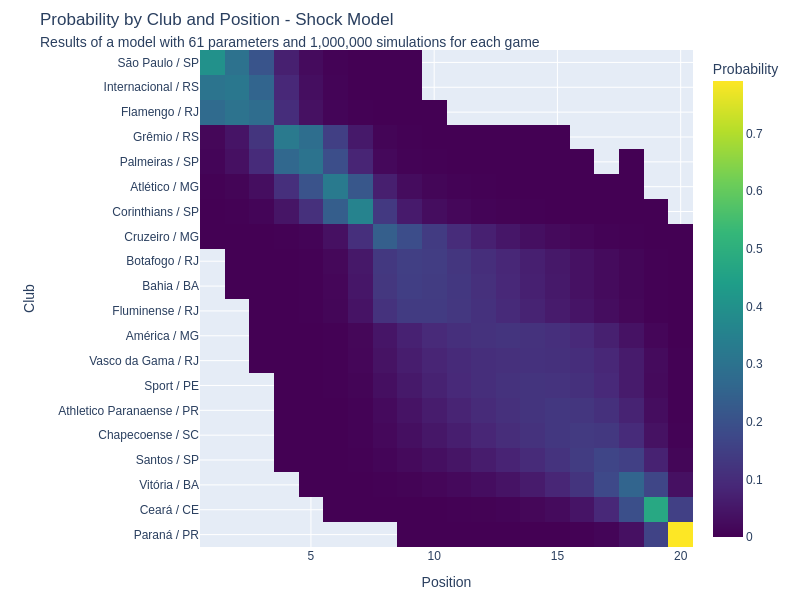 Probability by Club and Position - Shock Model
Results of a model with 61 parameters and 1,000,000 simulations for each game
Probability
São Paulo / SP
Internacional / RS
Flamengo / RJ
Grêmio / RS
Palmeiras / SP
Atlético / MG
Corinthians / SP
Cruzeiro / MG
Botafogo / RJ
Bahia / BA
Fluminense / RJ
América / MG
Vasco da Gama / RJ
Sport / PE
Athletico Paranaense / PR
Chapecoense / SC
Santos / SP
Vitória / BA
Ceará / CE
Paraná / PR
Club
5
10
15
20
Position
0.7
0.6
0.5
0.4
0.3
0.2
0.1
0